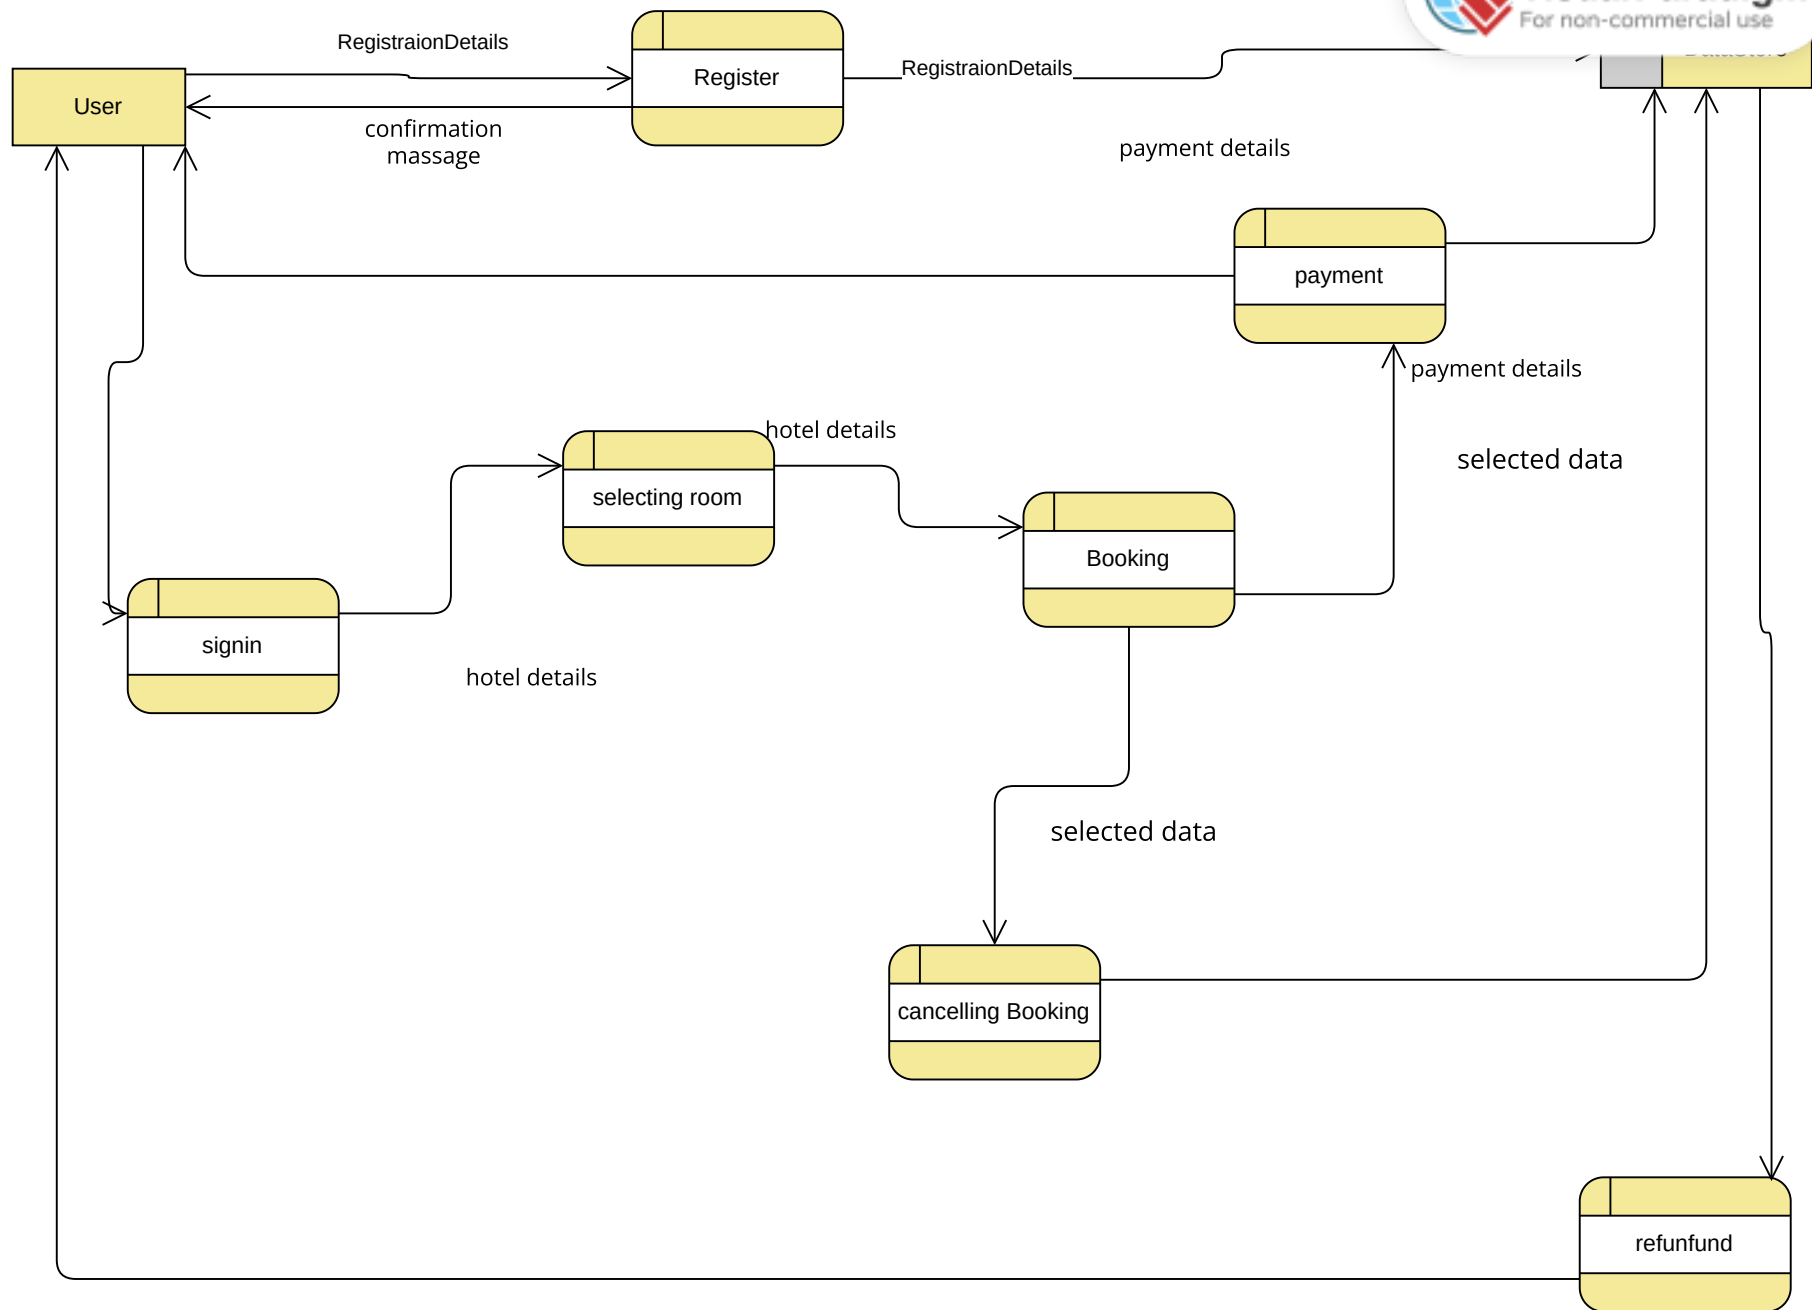 For non-commercial use
RegistraionDetails
Register
RegistraionDetails
User
confirmation
massage
payment details
payment
payment details
hotel details
selected data
selecting room
Booking
signin
hotel details
selected data
cancelling Booking
refunfund